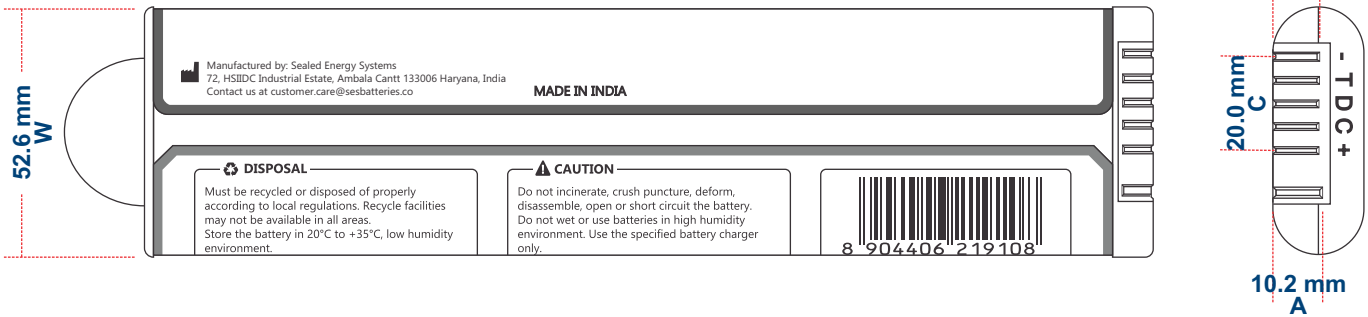 52.6 mm
W
Manufactured by: Sealed Energy Systems
72, HSIIDC Industrial Estate, Ambala Cantt 133006 Haryana, India
Contact us at customer.care@sesbatteries.co
MADE IN INDIA
DISPOSAL
Must be recycled or disposed of properly
according to local regulations. Recycle facilities
may not be available in all areas.
Store the battery in 20°C to +35°C, low humidity
environment.
CAUTION
Do not incinerate, crush puncture, deform,
disassemble, open or short circuit the battery.
Do not wet or use batteries in high humidity
environment. Use the specified battery charger
only.
8 904406 219108
20.0 mm
C
- T D C +
10.2 mm
A